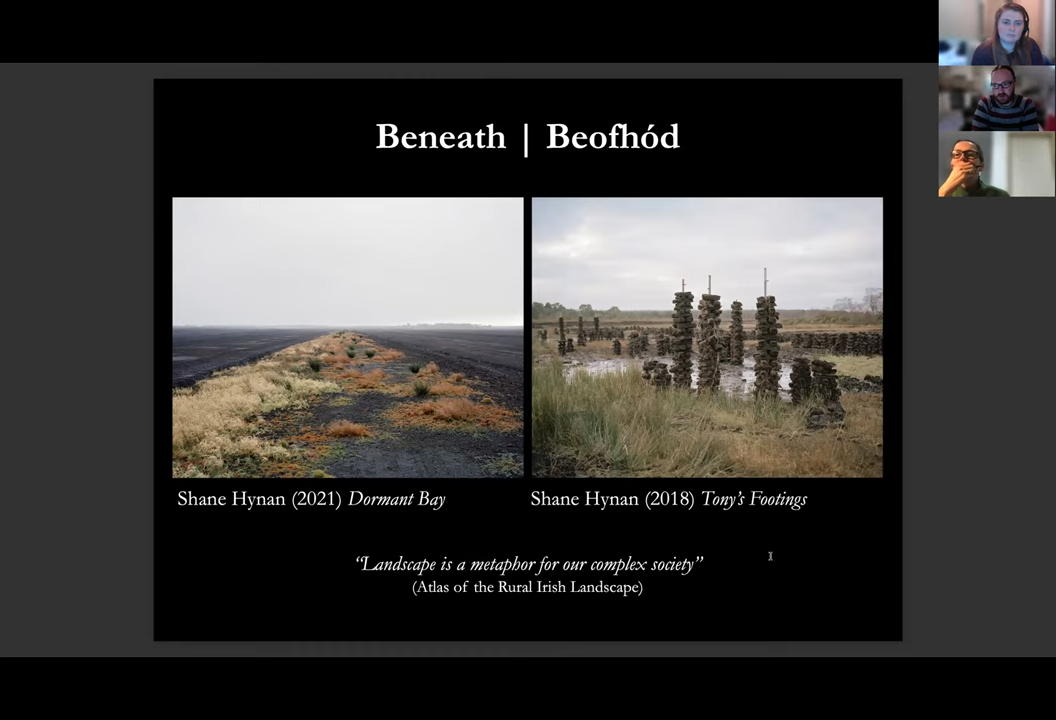 Beneath | Beofhód
Shane Hynan (2021) Dormant Bay
Shane Hynan (2018) Tony’s Footings
“Landscape is a metaphor for our complex society”
(Atlas of the Rural Irish Landscape)